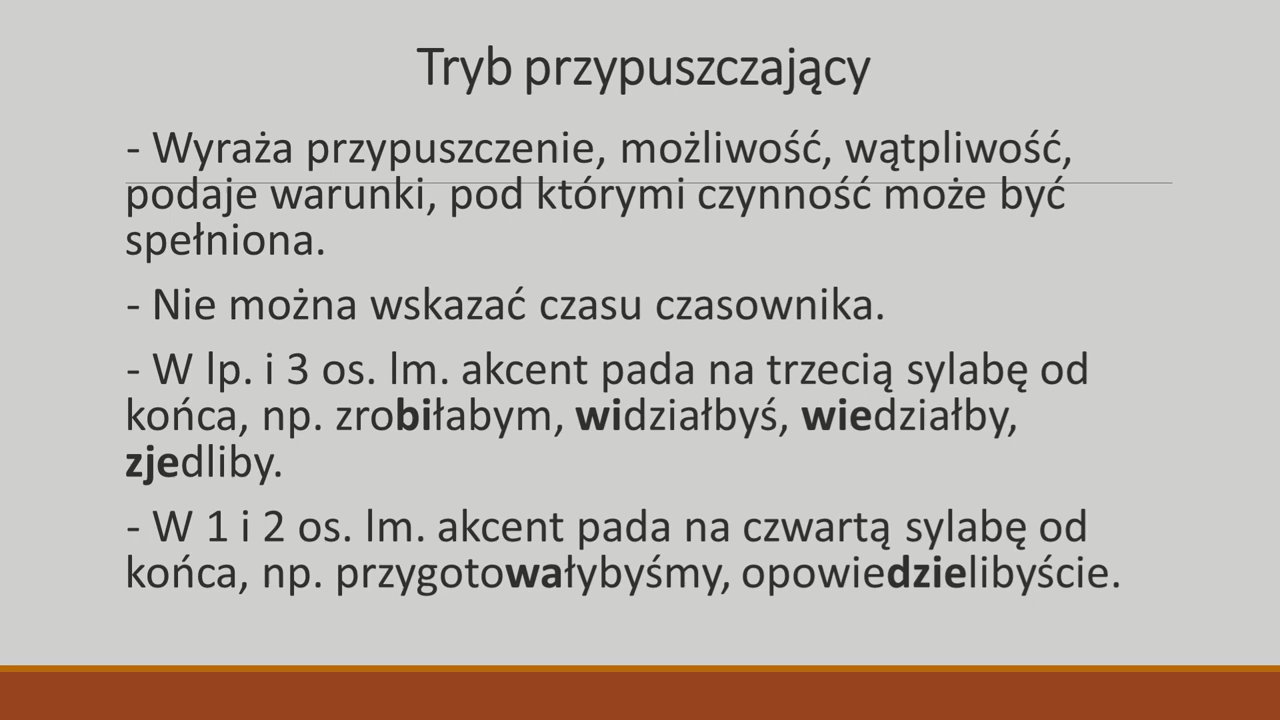 Tryb przypuszczający
- Wyraża przypuszczenie, możliwość, wątpliwość,
podaje warunki, pod którymi czynność może być
spełniona.
- Nie można wskazać czasu czasownika.
- W lp. i 3 os. lm. akcent pada na trzecią sylabę od
końca, np. zrobiłabym, widziałbyś, wiedziałby,
zjedliby.
- W 1 i 2 os. lm. akcent pada na czwartą sylabę od
końca, np. przygotowałybyśmy, opowiedzielibyście.